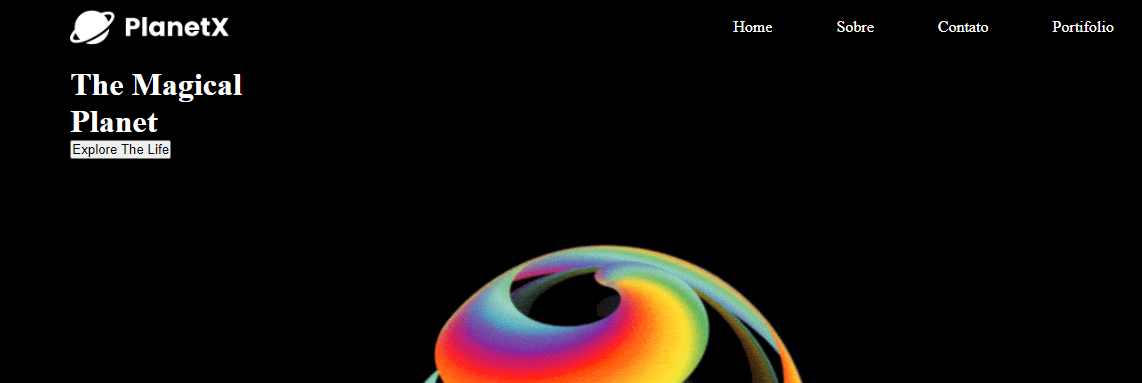 PlanetX
Home Sobre Contato Portifolio
The Magical
Planet
Explore The Life